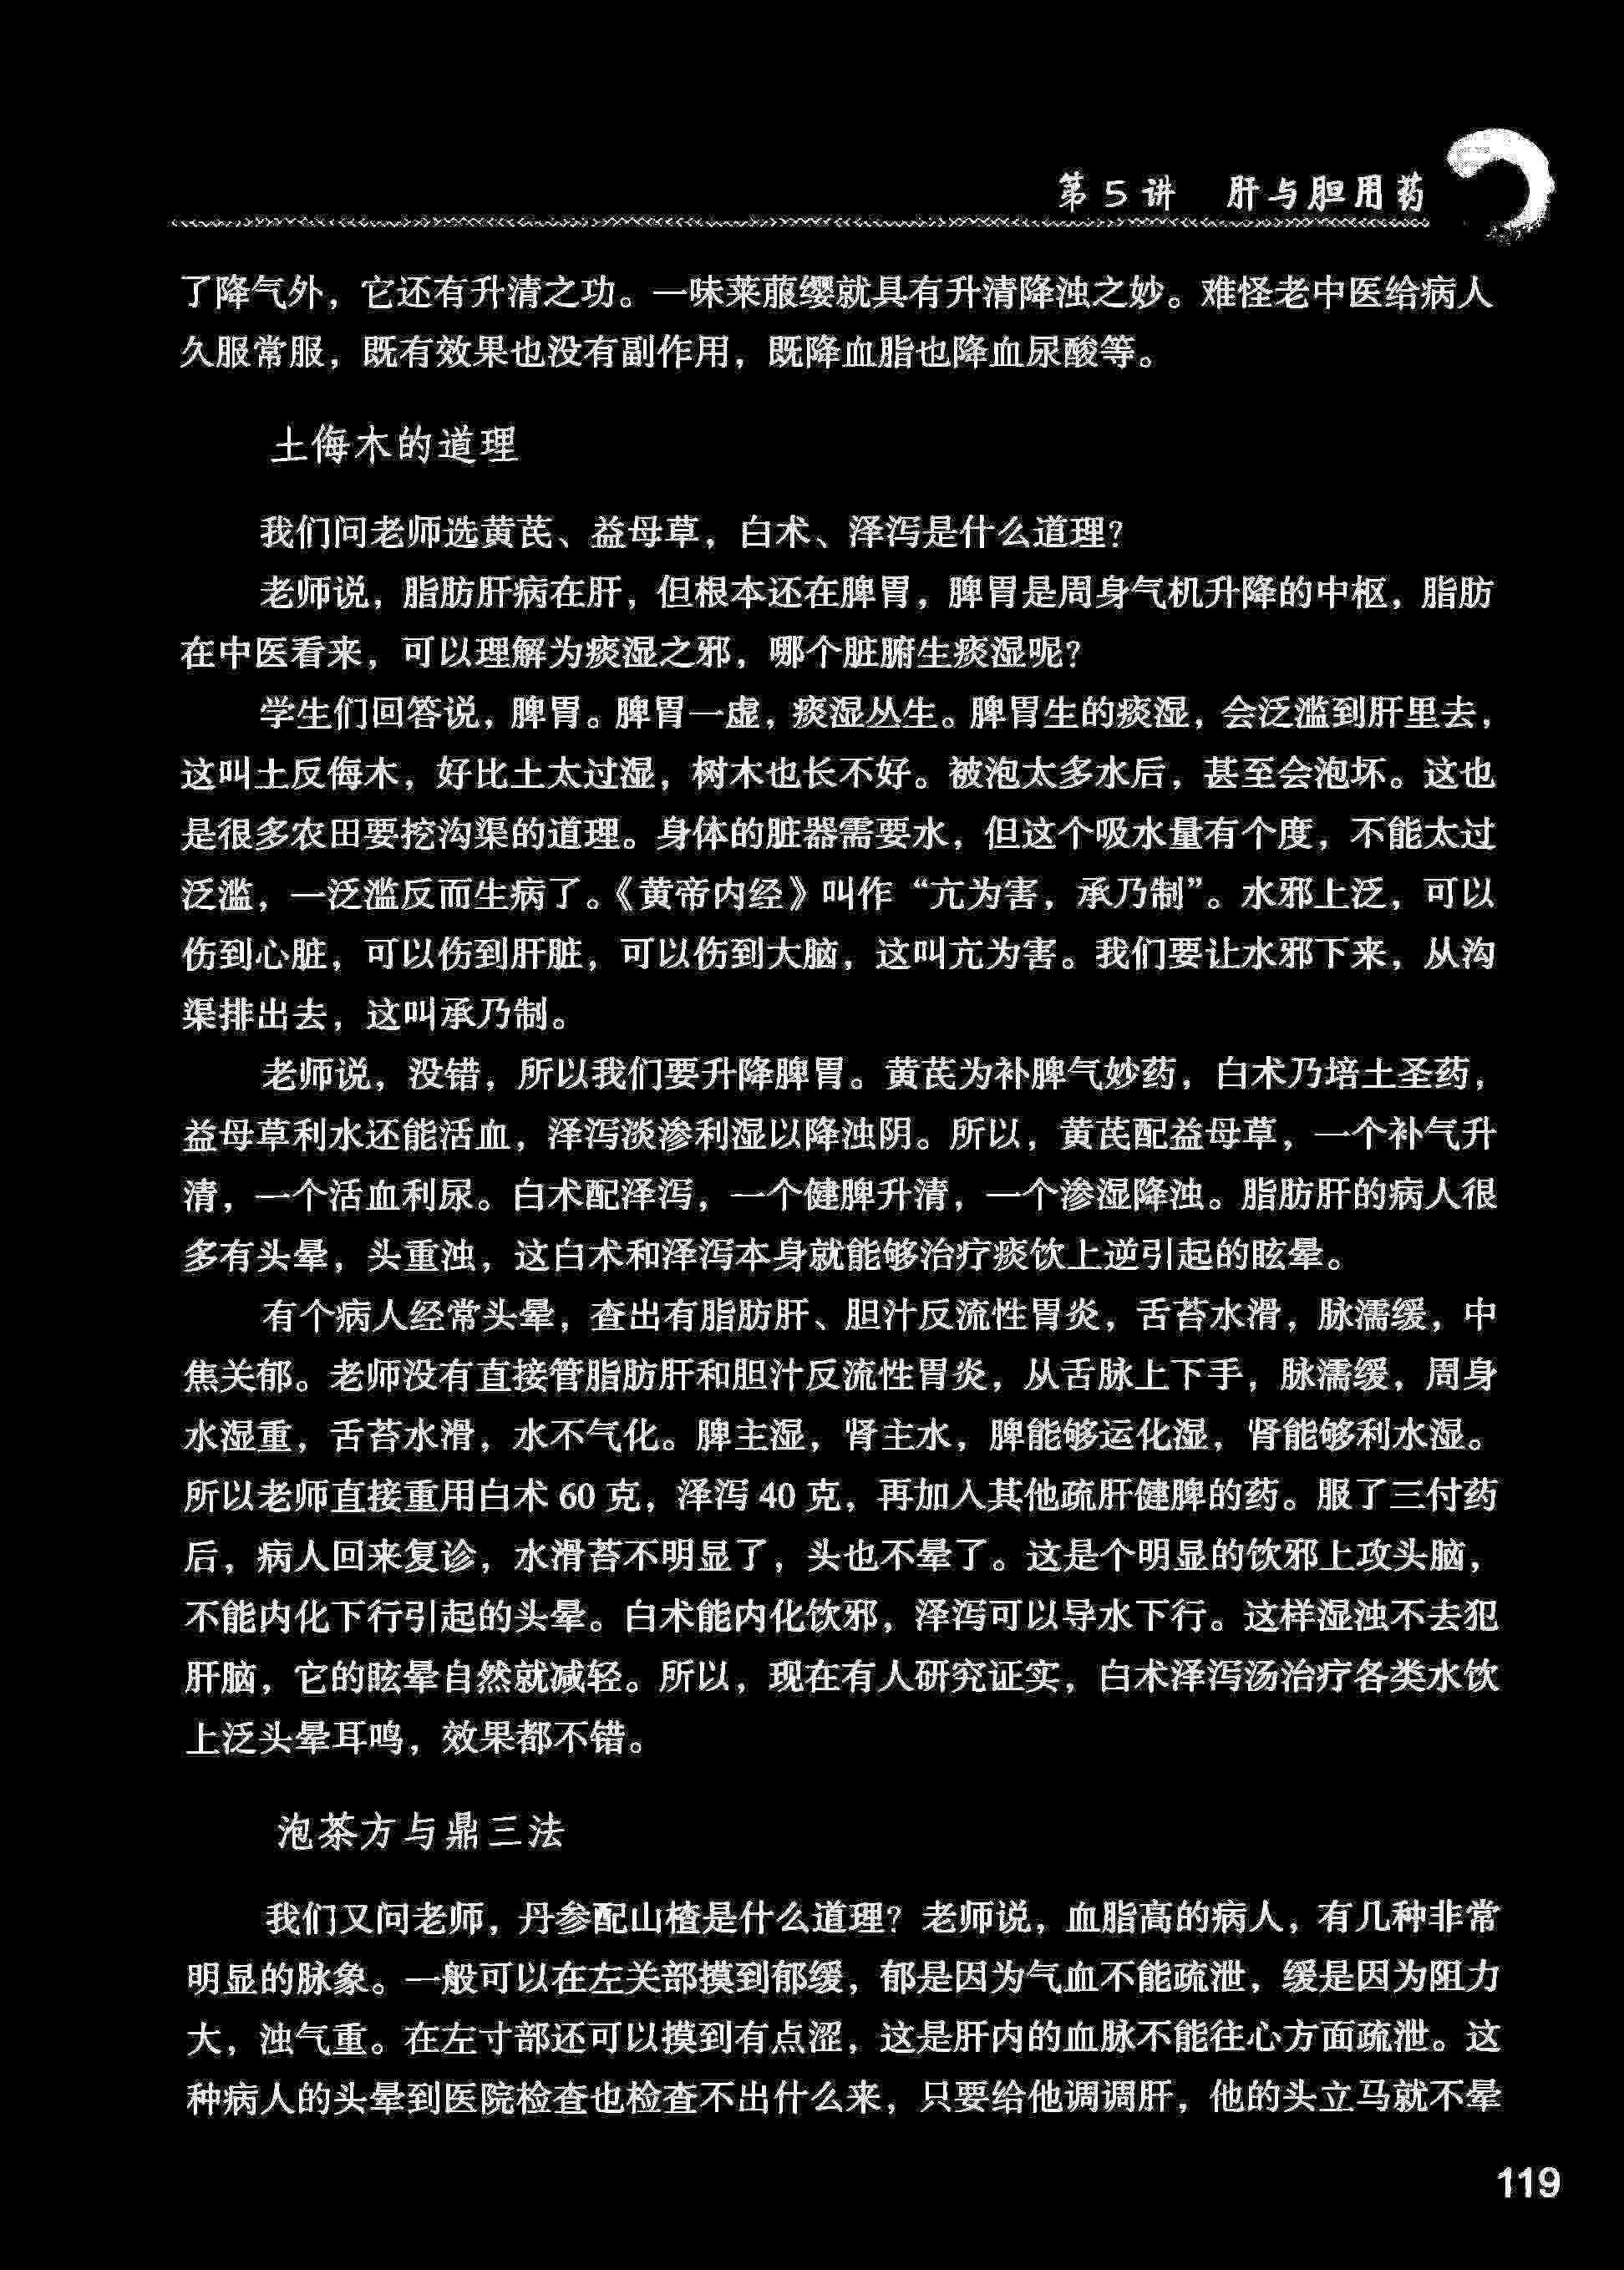 第5讲 肝与胆用药
了降气外，它还有升清之功。一味莱菔缨就具有升清降浊之妙。难怪老中医给病人
久服常服，既有效果也没有副作用，既降血脂也降血尿酸等。
土侮木的道理
我们问老师选黄芪、益母草，白术、泽泻是什么道理？
老师说，脂肪肝病在肝，但根本还在脾胃，脾胃是周身气机升降的中枢，脂肪
在中医看来，可以理解为痰湿之邪，哪个脏腑生痰湿呢？
学生们回答说，脾胃。脾胃一虚，痰湿丛生。脾胃生的痰湿，会泛滥到肝里去，
这叫土反侮木，好比土太过湿，树木也长不好。被泡太多水后，甚至会泡坏。这也
是很多农田要挖沟渠的道理。身体的脏器需要水，但这个吸水量有个度，不能太过
泛滥，一泛滥反而生病了。《黄帝内经》叫作“亢为害，承乃制”。水邪上泛，可以
伤到心脏，可以伤到肝脏，可以伤到大脑，这叫亢为害。我们要让水邪下来，从沟
渠排出去，这叫承乃制。
老师说，没错，所以我们要升降脾胃。黄芪为补脾气妙药，白术乃培土圣药，
益母草利水还能活血，泽泻淡渗利湿以降浊阴。所以，黄芪配益母草，一个补气升
清，一个活血利尿。白术配泽泻，一个健脾升清，一个渗湿降浊。脂肪肝的病人很
多有头晕，头重浊，这白术和泽泻本身就能够治疗痰饮上逆引起的眩晕。
有个病人经常头晕，查出有脂肪肝、胆汁反流性胃炎，舌苔水滑，脉濡缓，中
焦关郁。老师没有直接管脂肪肝和胆汁反流性胃炎，从舌脉上下手，脉濡缓，周身
水湿重，舌苔水滑，水不气化。脾主湿，肾主水，脾能够运化湿，肾能够利水湿。
所以老师直接重用白术60克，泽泻40克，再加入其他疏肝健脾的药。服了三付药
后，病人回来复诊，水滑苔不明显了，头也不晕了。这是个明显的饮邪上攻头脑，
不能内化下行引起的头晕。白术能内化饮邪，泽泻可以导水下行。这样湿浊不去犯
肝脑，它的眩晕自然就减轻。所以，现在有人研究证实，白术泽泻汤治疗各类水饮
上泛头晕耳鸣，效果都不错。
泡茶方与鼎三法
我们又问老师，丹参配山楂是什么道理？老师说，血脂高的病人，有几种非常
明显的脉象。一般可以在左关部摸到郁缓，郁是因为气血不能疏泄，缓是因为阻力
大，浊气重。在左寸部还可以摸到有点涩，这是肝内的血脉不能往心方面疏泄。这
种病人的头晕到医院检查也检查不出什么来，只要给他调调肝，他的头立马就不晕
119